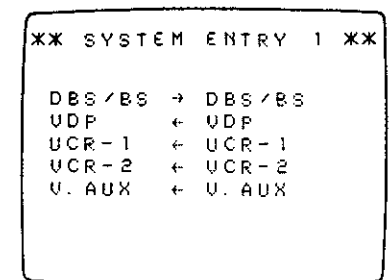 ** SYSTEM ENTRY 1 **
DBS/BS → DBS/BS
VDP ← VDP
VCR-1 ← VCR-1
VCR-2 ← VCR-2
V. AUX ← V. AUX